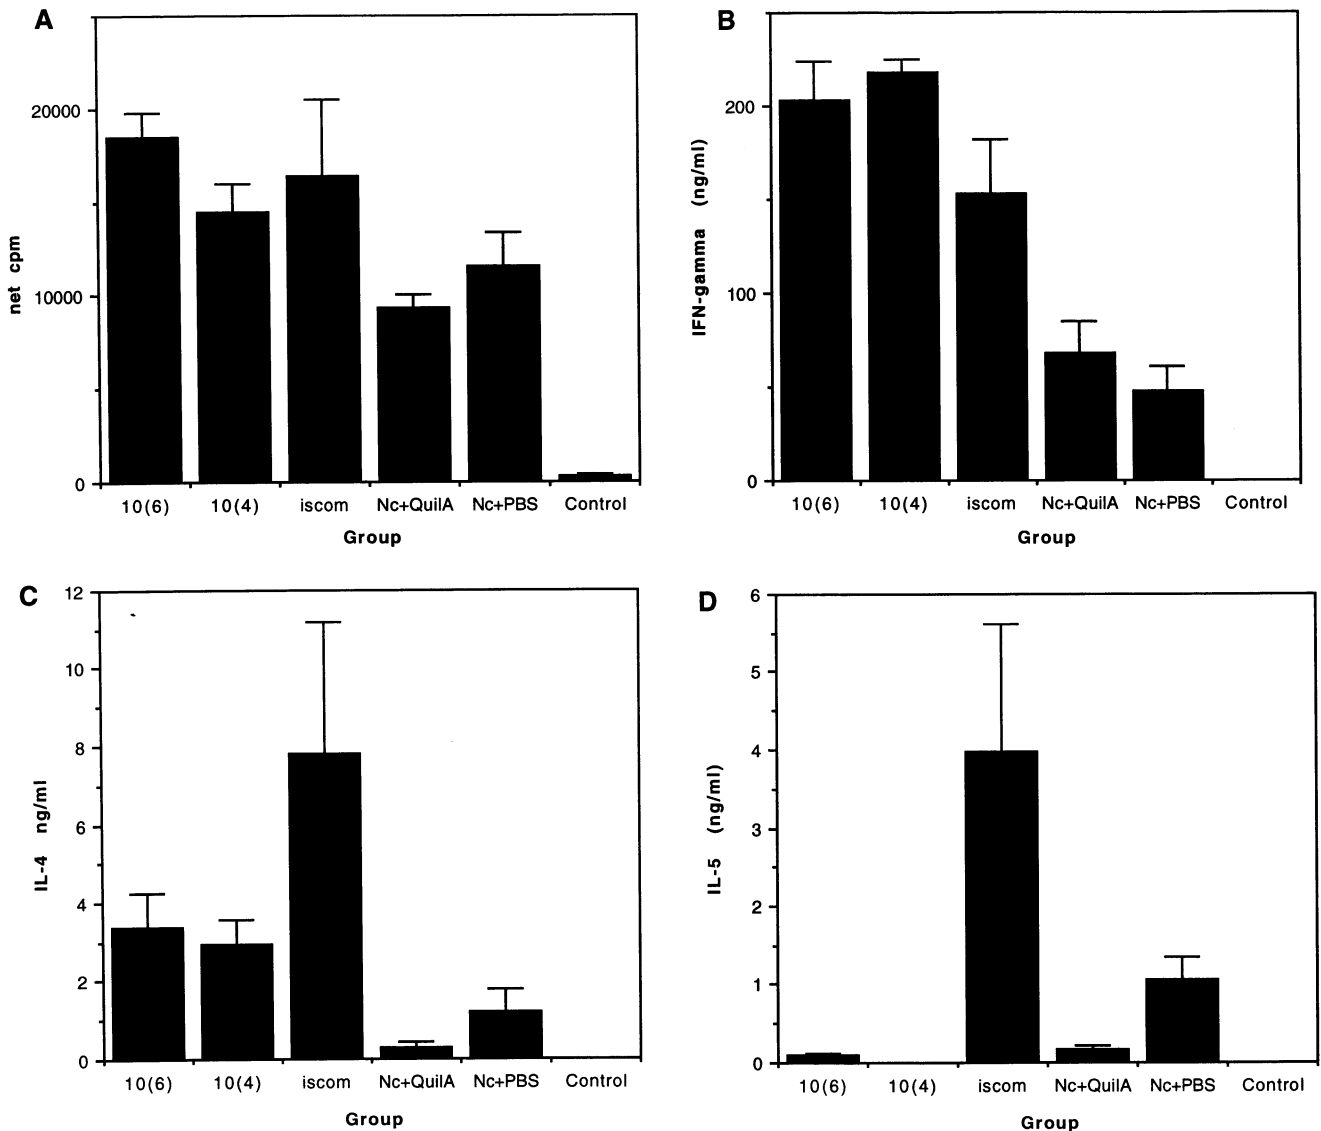 A
20000
10000
0
net cpm
10(6) 10(4) iscom Nc+QuilA Nc+PBS Control
Group
B
200
100
0
IFN-gamma (ng/ml)
10(6) 10(4) iscom Nc+QuilA Nc+PBS Control
Group
C
12
10
8
6
4
2
0
IL-4 ng/ml
10(6) 10(4) iscom Nc+QuilA Nc+PBS Control
Group
D
6
5
4
3
2
1
0
IL-5 (ng/ml)
10(6) 10(4) iscom Nc+QuilA Nc+PBS Control
Group